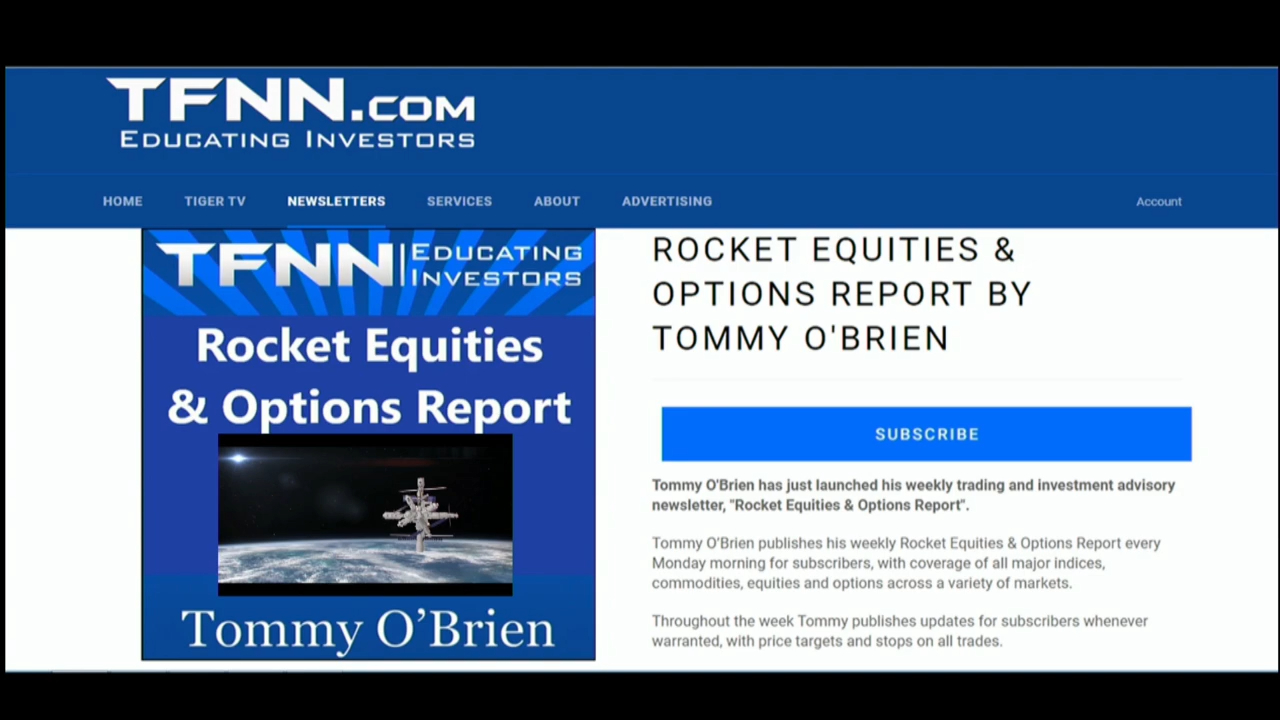 TFNN.COM
EDUCATING INVESTORS
HOME TIGER TV NEWSLETTERS SERVICES ABOUT ADVERTISING Account
TFNN | EDUCATING
INVESTORS
Rocket Equities
& Options Report
Tommy O’Brien
ROCKET EQUITIES &
OPTIONS REPORT BY
TOMMY O'BRIEN
SUBSCRIBE
Tommy O'Brien has just launched his weekly trading and investment advisory
newsletter, "Rocket Equities & Options Report".
Tommy O'Brien publishes his weekly Rocket Equities & Options Report every
Monday morning for subscribers, with coverage of all major indices,
commodities, equities and options across a variety of markets.
Throughout the week Tommy publishes updates for subscribers whenever
warranted, with price targets and stops on all trades.